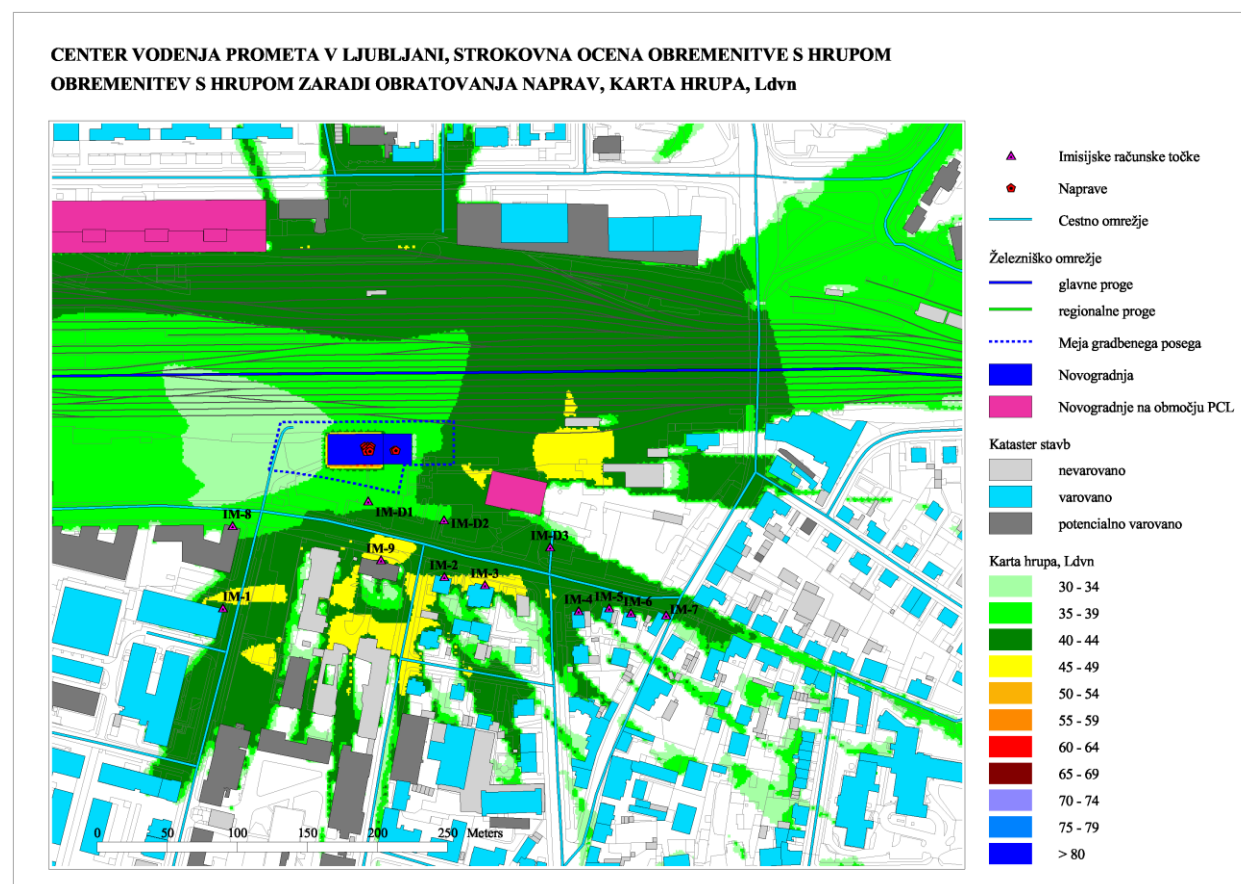 CENTER VODENJA PROMETA V LJUBLJANI, STROKOVNA OCENA OBREMENITVE S HRUPOM
OBREMENITEV S HRUPOM ZARADI OBRATOVANJA NAPRAV, KARTA HRUPA, Ldvn
IM-D1
IM-8
IM-D2
IM-D3
IM-9
IM-2
IM-3
IM-1
IM-4
IM-5
IM-6
IM-7
0 50 100 150 200 250 Meters
Imisijske računske točke
Naprave
Cestno omrežje
Železniško omrežje
glavne proge
regionalne proge
Meja gradbenega posega
Novogradnja
Novogradnje na območju PCL
Kataster stavb
nevarovano
varovano
potencialno varovano
Karta hrupa, Ldvn
30 - 34
35 - 39
40 - 44
45 - 49
50 - 54
55 - 59
60 - 64
65 - 69
70 - 74
75 - 79
> 80